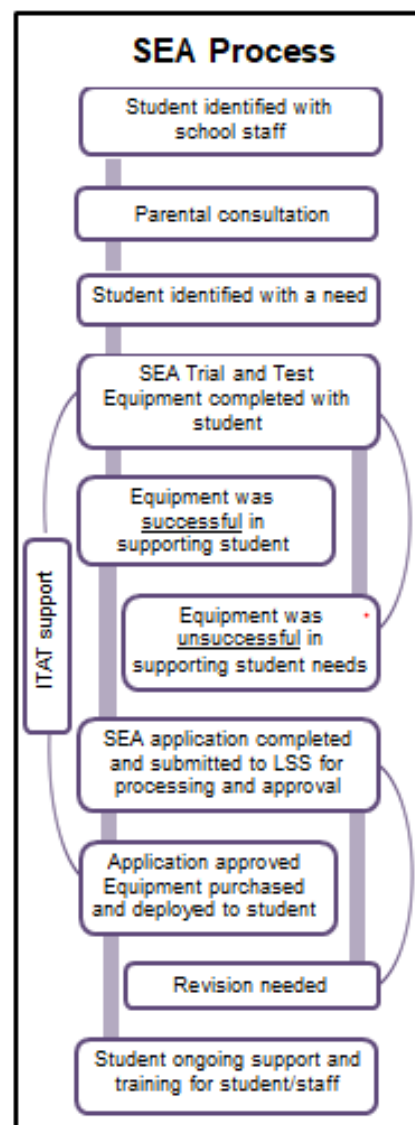 SEA Process
Student identified with
school staff
Parental consultation
Student identified with a need
SEA Trial and Test
Equipment completed with
student
Equipment was
successful in
supporting student
ITAT support
Equipment was *
unsuccessful in
supporting student needs
SEA application completed
and submitted to LSS for
processing and approval
Application approved
Equipment purchased
and deployed to student
Revision needed
Student ongoing support and
training for student/staff